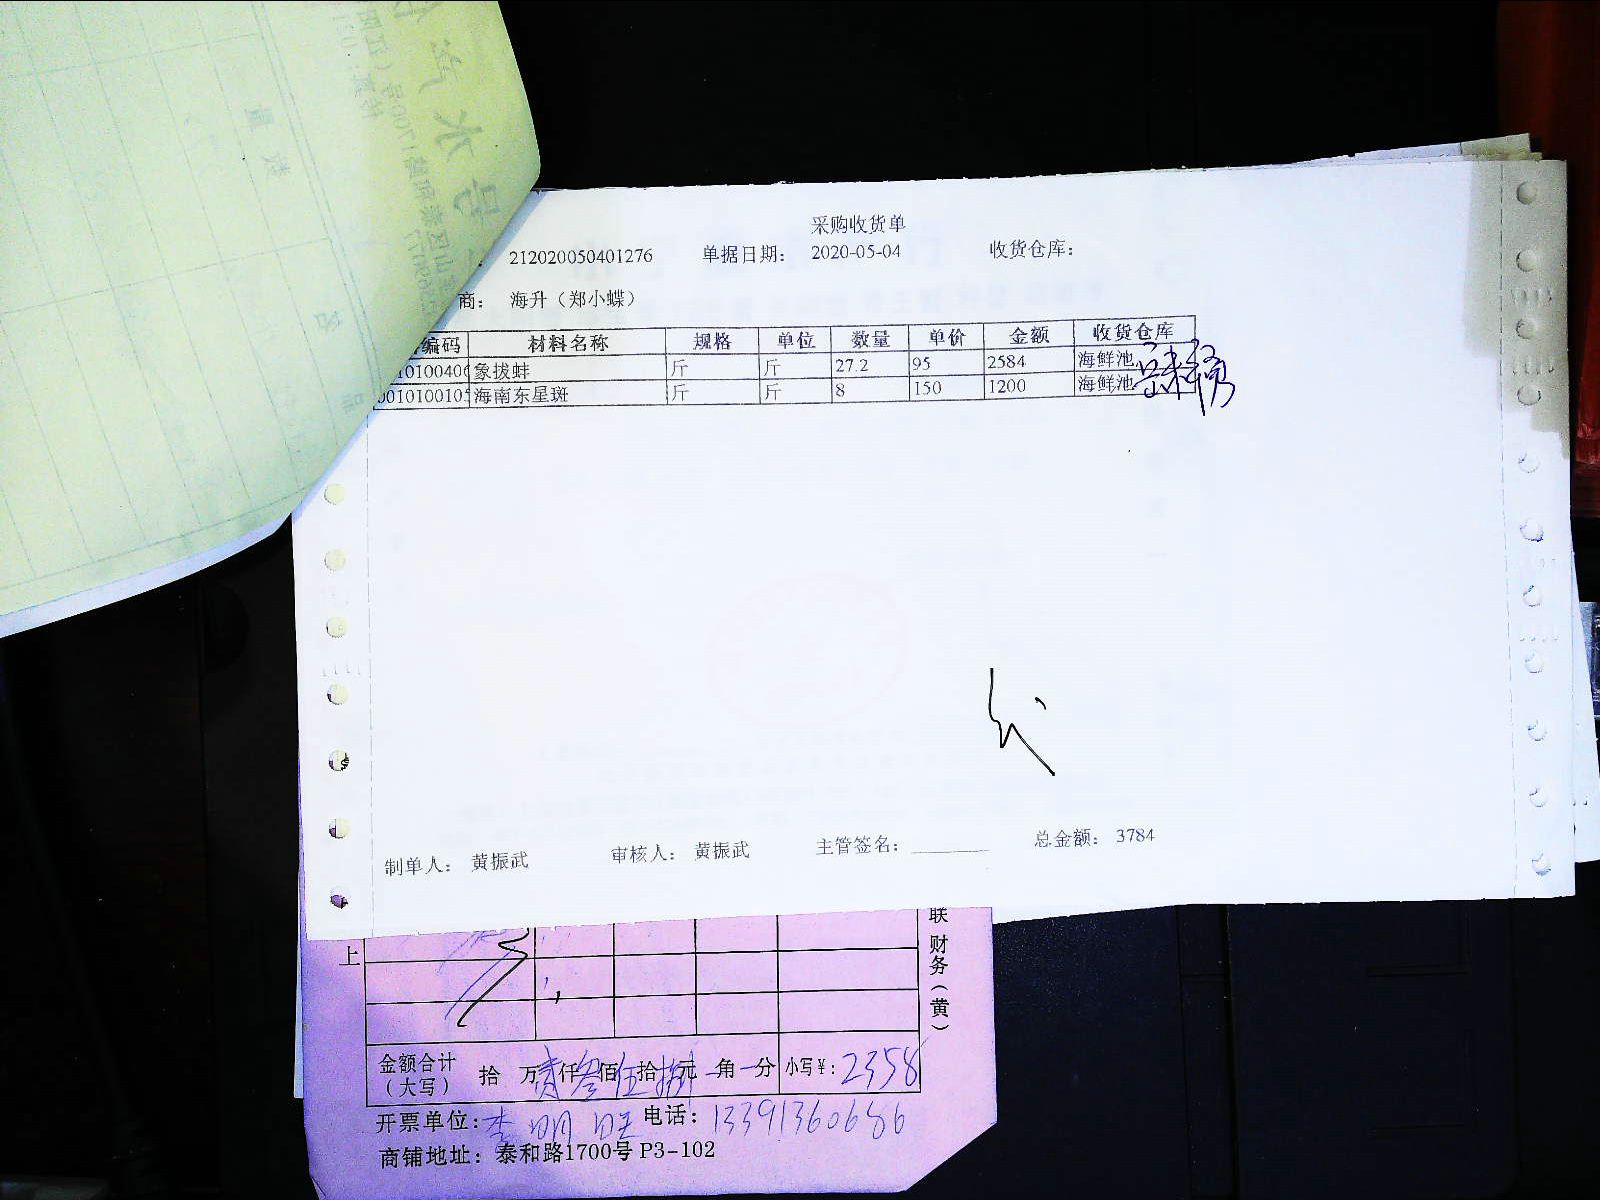 采购收货单
212020050401276 单据日期: 2020-05-04 收货仓库:
商: 海升(郑小蝶)
编码 材料名称 规格 单位 数量 单价 金额 收货仓库
象拔蚌 斤 斤 27.2 95 2584 海鲜池
海南东星斑 斤 斤 8 150 1200 海鲜池
制单人: 黄振武 审核人: 黄振武 主管签名: 总金额: 3784
上
联财务(黄)
金额合计(大写) 拾 万 仟 佰 拾 元 角 分 小写¥: 2358
开票单位: 李明旺 电话: 13391360686
商铺地址: 泰和路1700号 P3-102